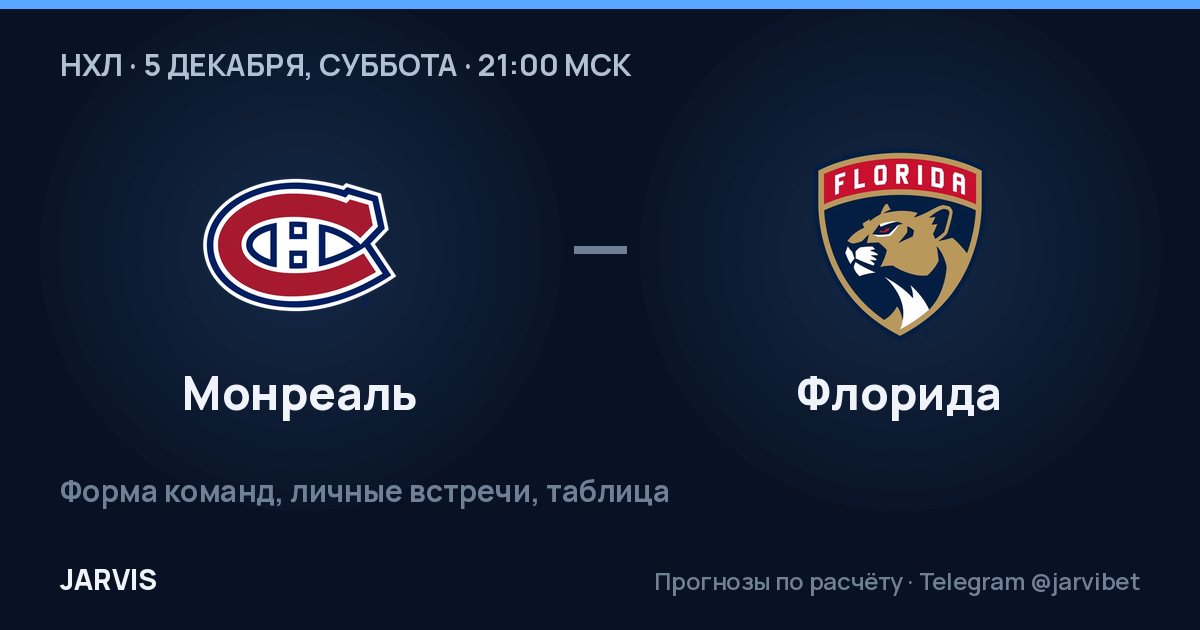 НХЛ · 5 ДЕКАБРЯ, СУББОТА · 21:00 МСК
FLORIDA
Монреаль
—
Флорида
Форма команд, личные встречи, таблица
JARVIS
Прогнозы по расчёту · Telegram @jarvibet